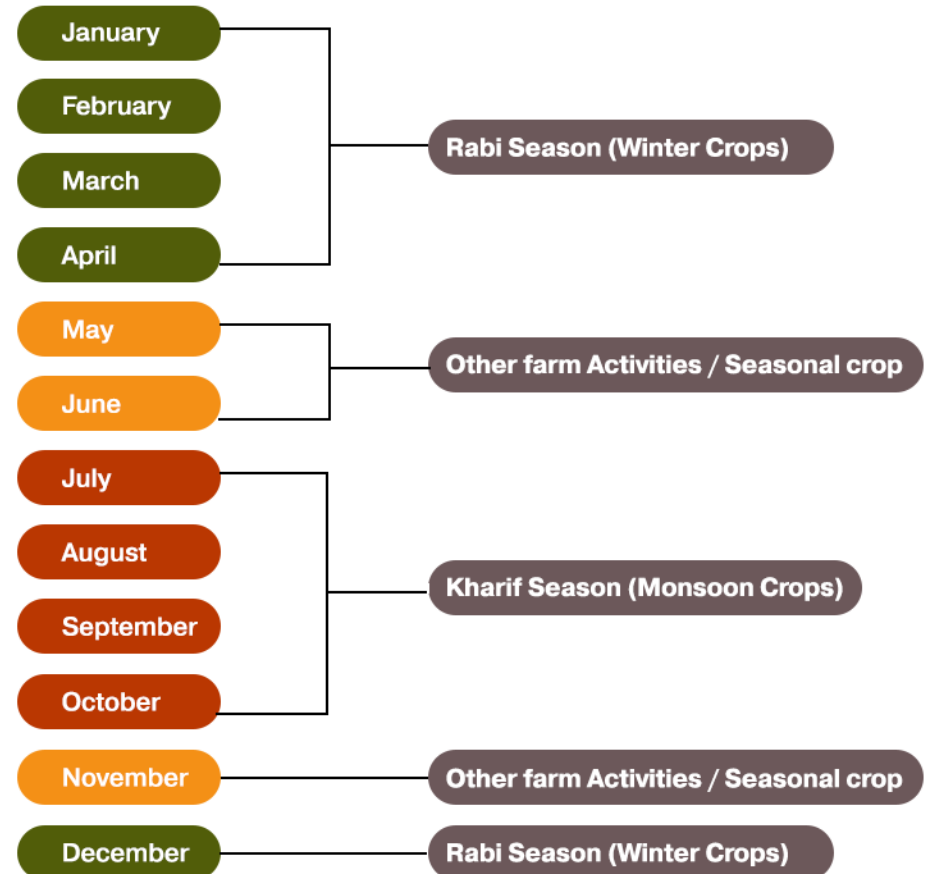 January
February
March
April
Rabi Season (Winter Crops)
May
June
Other farm Activities / Seasonal crop
July
August
September
October
Kharif Season (Monsoon Crops)
November
Other farm Activities / Seasonal crop
December
Rabi Season (Winter Crops)